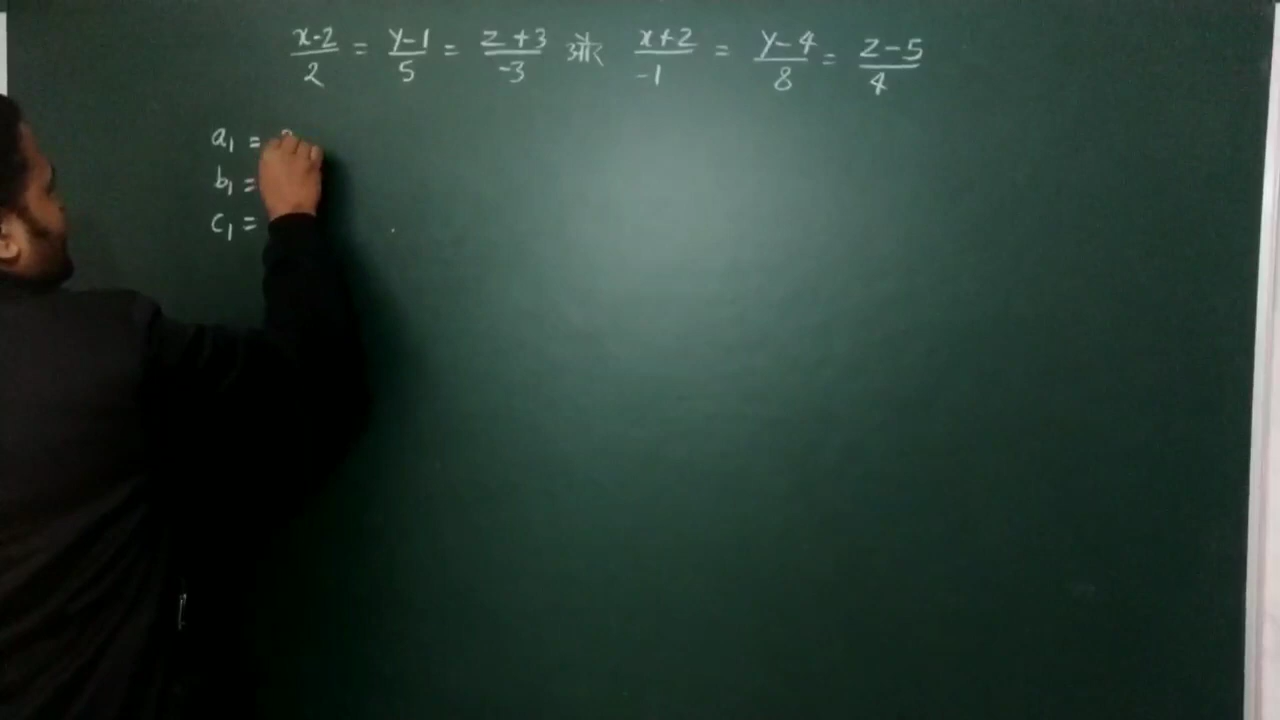 x-2/2 = y-1/5 = z+3/-3 और x+2/-1 = y-4/8 = z-5/4
a₁ =
b₁ =
c₁ =